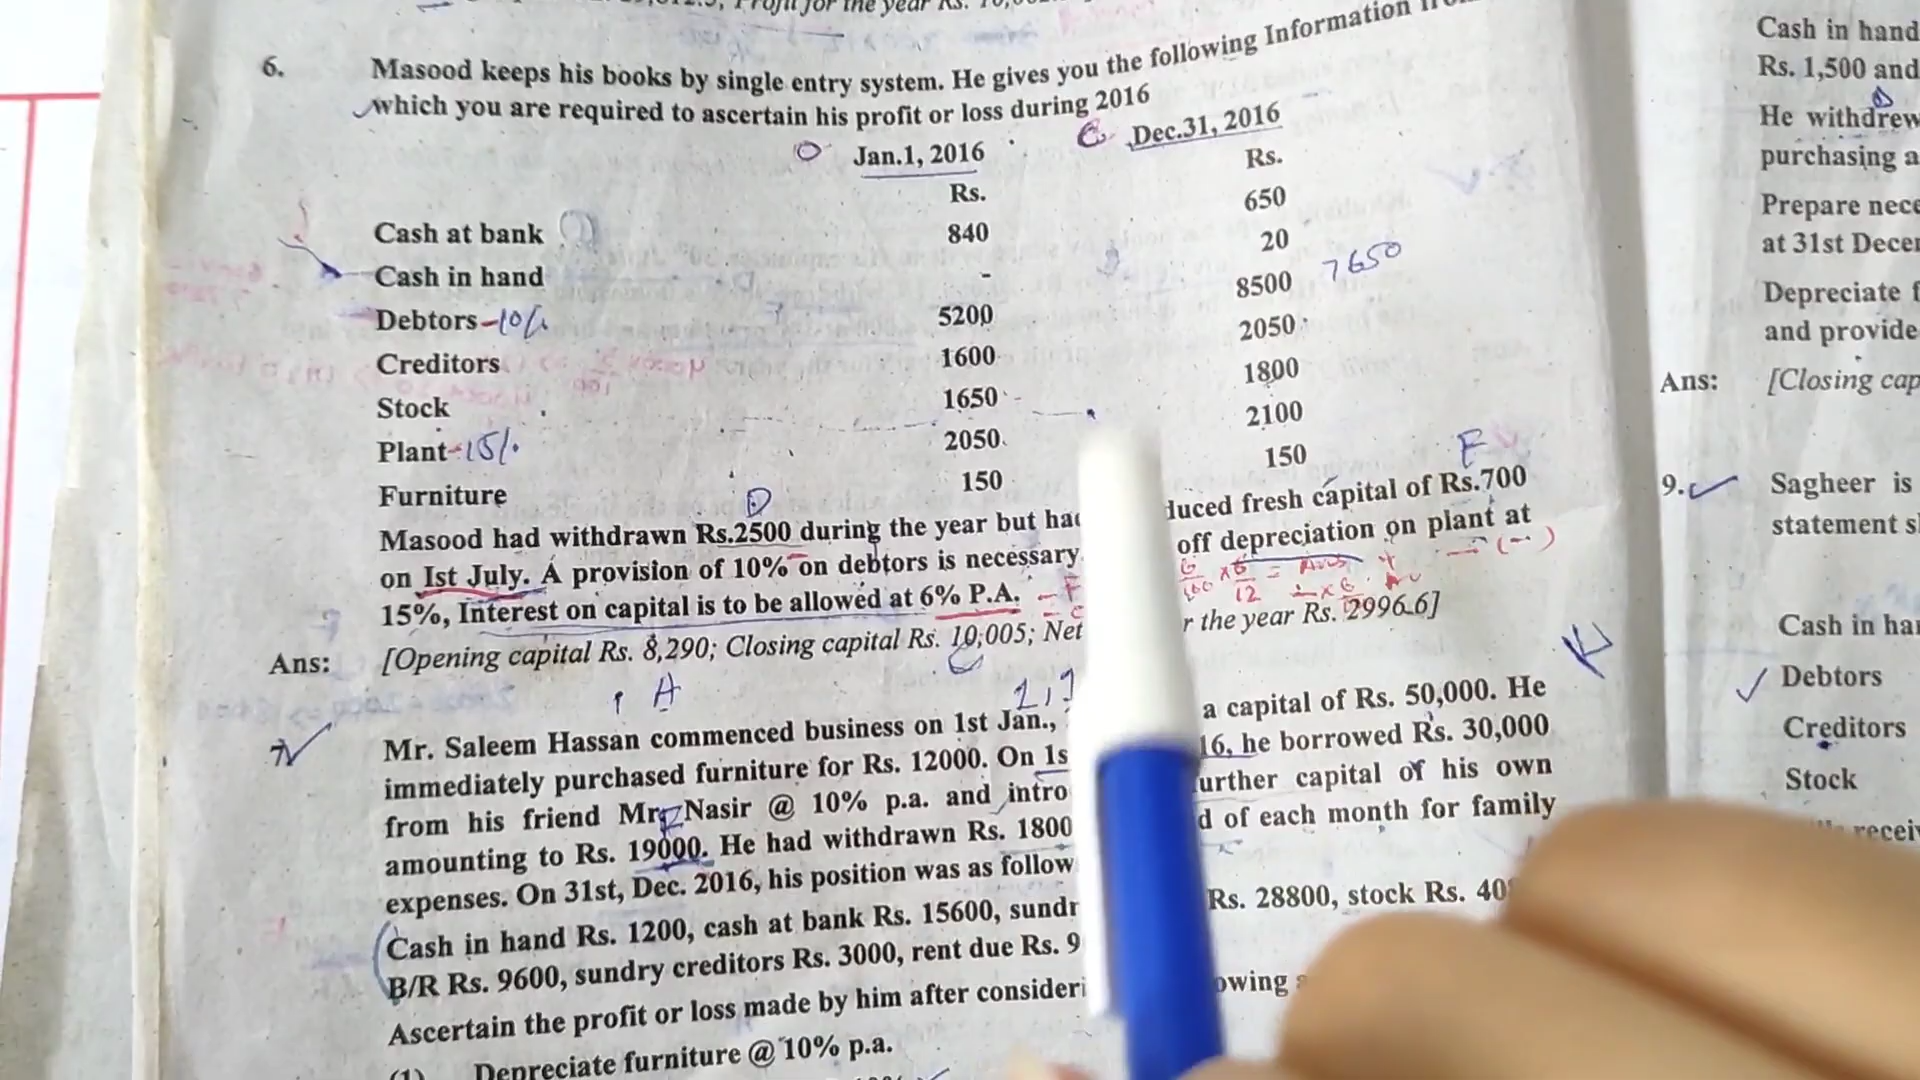 Profit for the year Rs.
6. Masood keeps his books by single entry system. He gives you the following Information
which you are required to ascertain his profit or loss during 2016
O Jan.1, 2016 C Dec.31, 2016
Rs. Rs.
Cash at bank 840 650
Cash in hand - 20
Debtors -10% 5200 8500 7650
Creditors 1600 2050
Stock 1650 1800
Plant -15% 2050 2100
Furniture 150 150
D F
Masood had withdrawn Rs.2500 during the year but had duced fresh capital of Rs.700
on Ist July. A provision of 10% on debtors is necessary off depreciation on plant at
15%, Interest on capital is to be allowed at 6% P.A.
Ans: [Opening capital Rs. 8,290; Closing capital Rs. 10,005; Net r the year Rs. 2996.6]
A
K
7 Mr. Saleem Hassan commenced business on 1st Jan., a capital of Rs. 50,000. He
immediately purchased furniture for Rs. 12000. On 1s 16, he borrowed Rs. 30,000
from his friend Mr. Nasir @ 10% p.a. and intro urther capital of his own
amounting to Rs. 19000. He had withdrawn Rs. 1800 d of each month for family
expenses. On 31st, Dec. 2016, his position was as follow
Cash in hand Rs. 1200, cash at bank Rs. 15600, sundr Rs. 28800, stock Rs. 40
B/R Rs. 9600, sundry creditors Rs. 3000, rent due Rs. 9
Ascertain the profit or loss made by him after consideri owing
(1) Depreciate furniture @ 10% p.a.
Cash in hand
Rs. 1,500 and
He withdrew
purchasing a
Prepare nece
at 31st Decem
Depreciate f
and provide
Ans: [Closing cap
9. Sagheer is
statement s
Cash in ha
Debtors
Creditors
Stock
recei